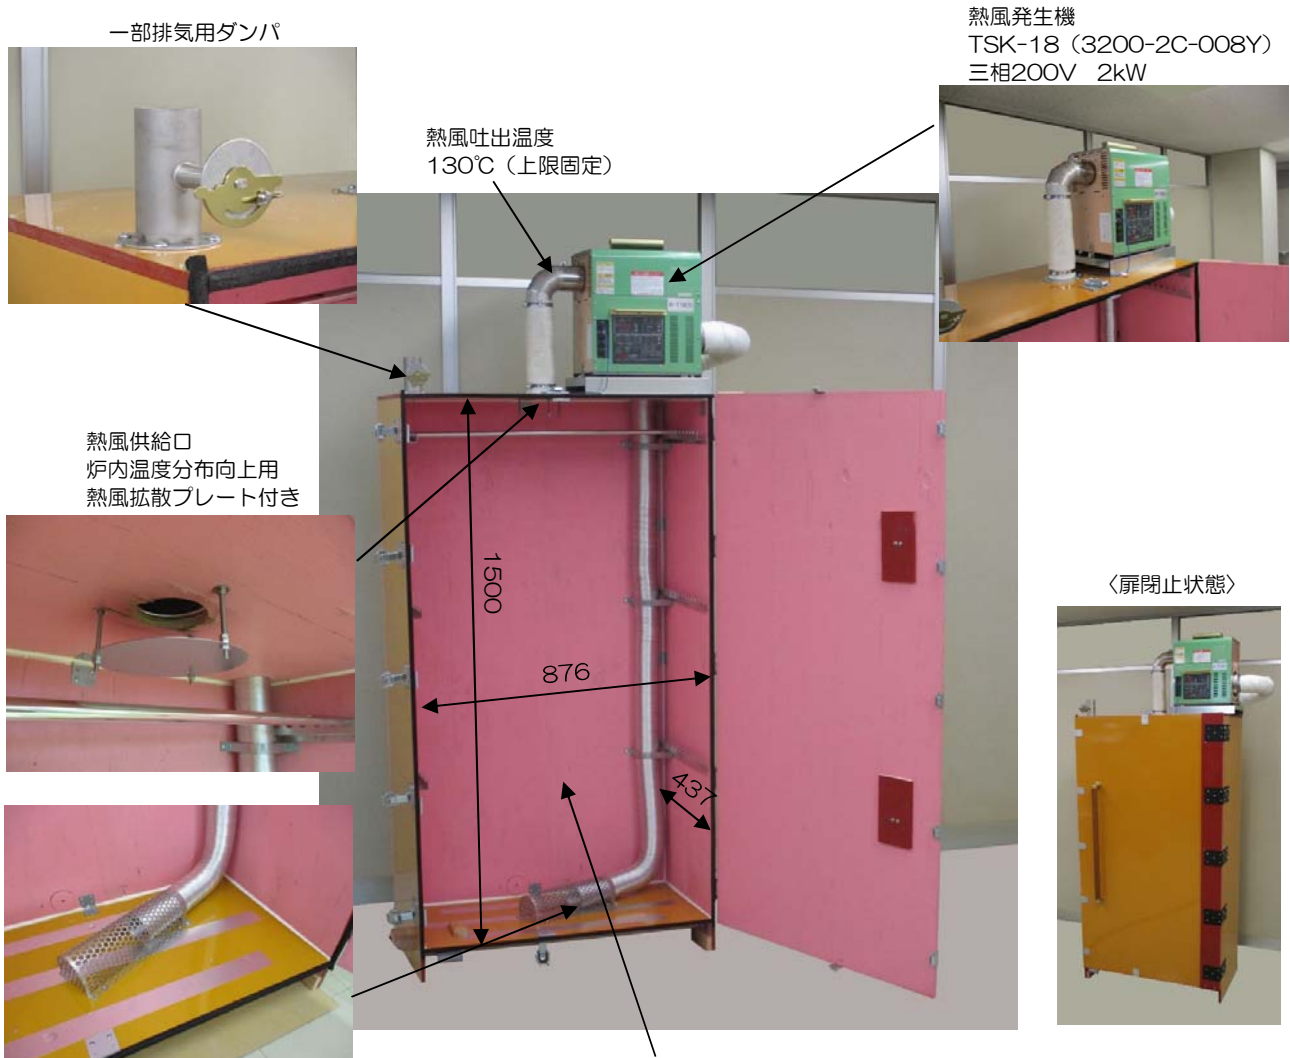 一部排気用ダンパ
熱風発生機
TSK-18（3200-2C-008Y）
三相200V 2kW
熱風吐出温度
130℃（上限固定）
熱風供給口
炉内温度分布向上用
熱風拡散プレート付き
1500
876
437
〈扉閉止状態〉